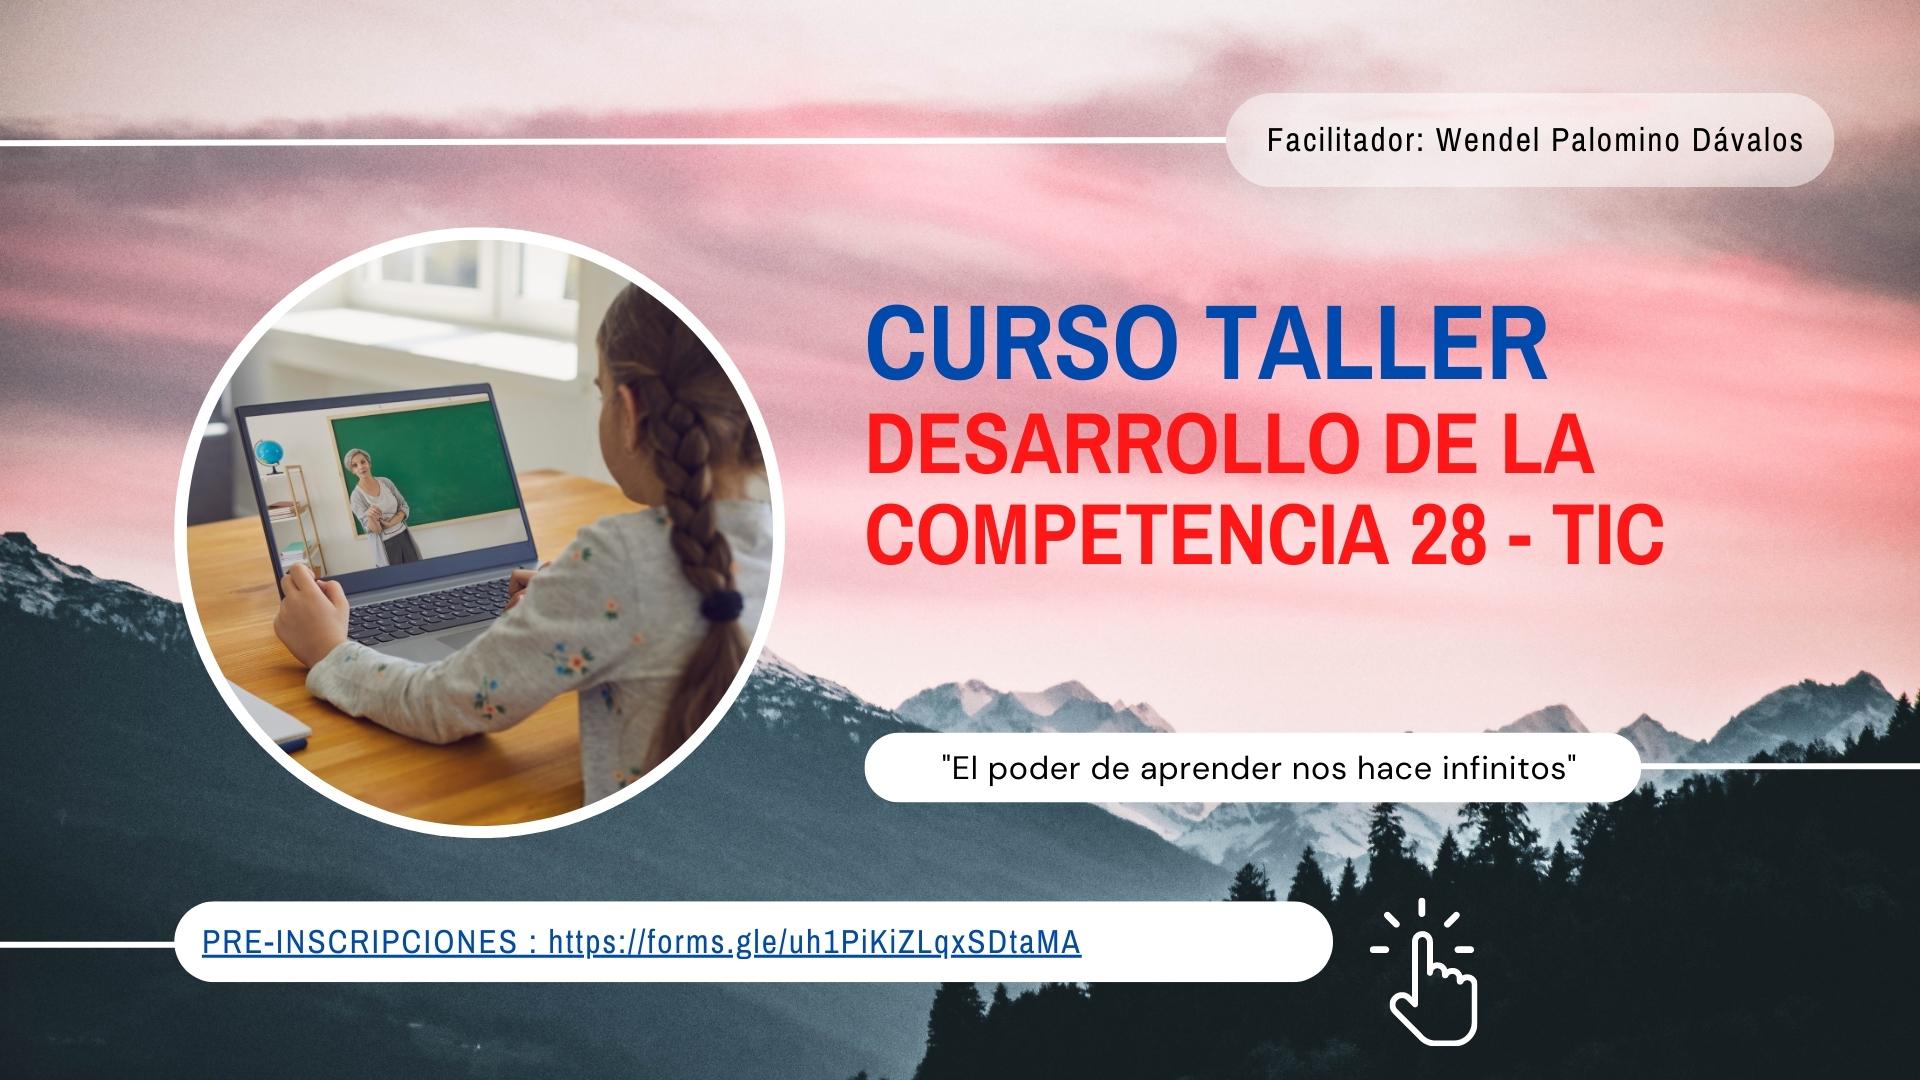 Facilitador: Wendel Palomino Dávalos
CURSO TALLER
DESARROLLO DE LA
COMPETENCIA 28 - TIC
"El poder de aprender nos hace infinitos"
PRE-INSCRIPCIONES : https://forms.gle/uh1PiKiZLqxSDtaMA